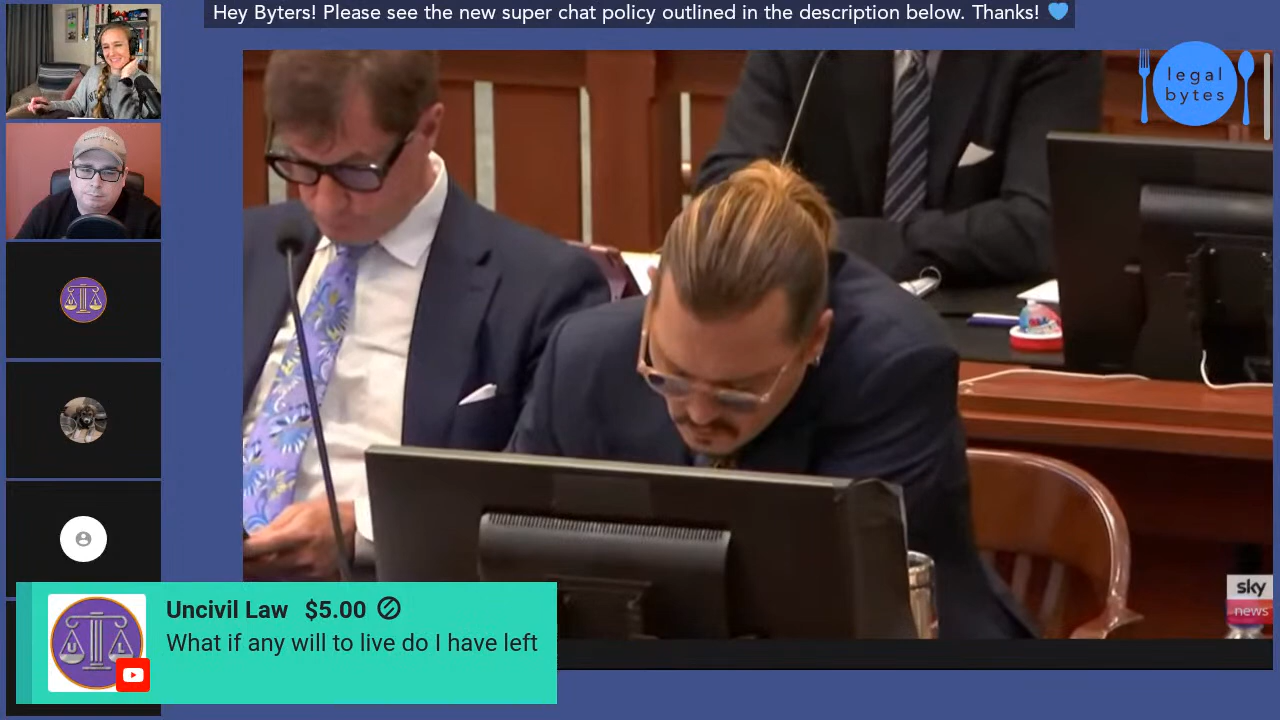 Hey Byters! Please see the new super chat policy outlined in the description below. Thanks!
legal
bytes
sky
news
Uncivil Law $5.00
What if any will to live do I have left
U L